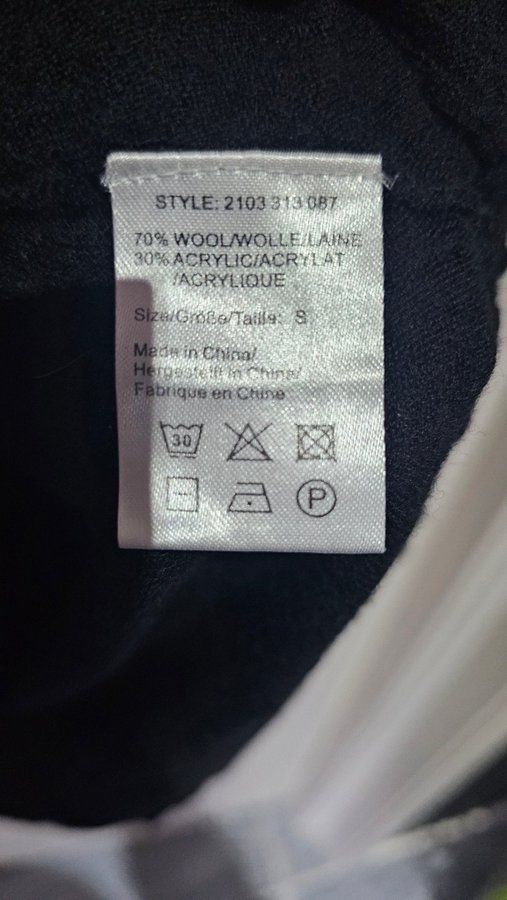 STYLE: 2103 313 087
70% WOOL/WOLLE/LAINE
30% ACRYLIC/ACRYLAT
/ACRYLIQUE
Size/Größe/Taille: S
Made in China/
Hergestellt in China/
Fabrique en Chine
30
P